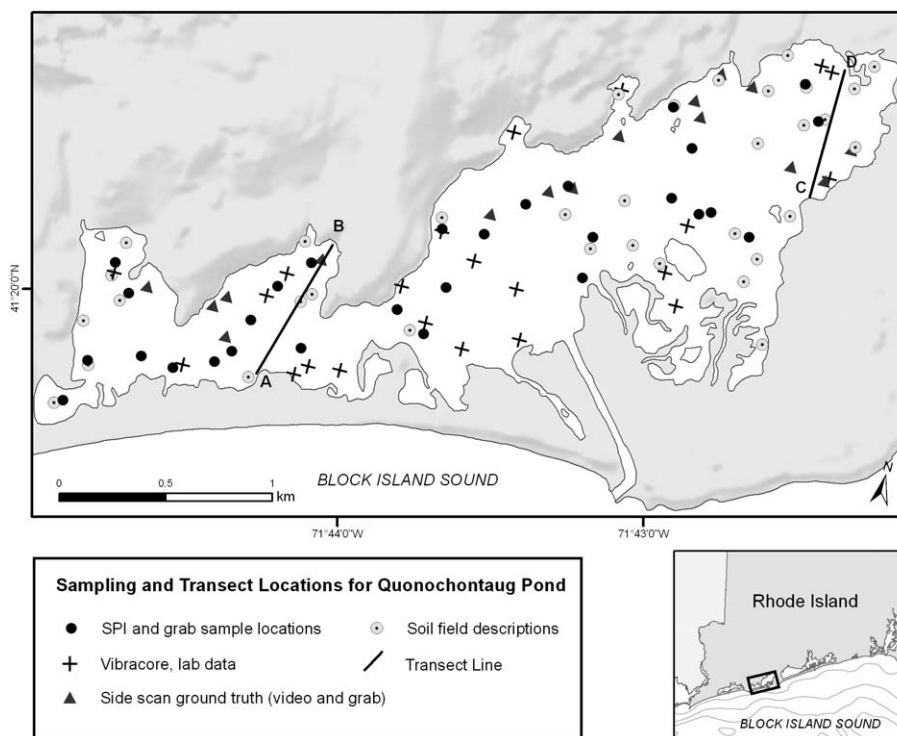 D
C
B
41°20'0"N
A
0
0.5
1
km
BLOCK ISLAND SOUND
N
71°44'0"W
71°43'0"W
Sampling and Transect Locations for Quonochontaug Pond
SPI and grab sample locations
Soil field descriptions
Vibracore, lab data
Transect Line
Side scan ground truth (video and grab)
Rhode Island
BLOCK ISLAND SOUND